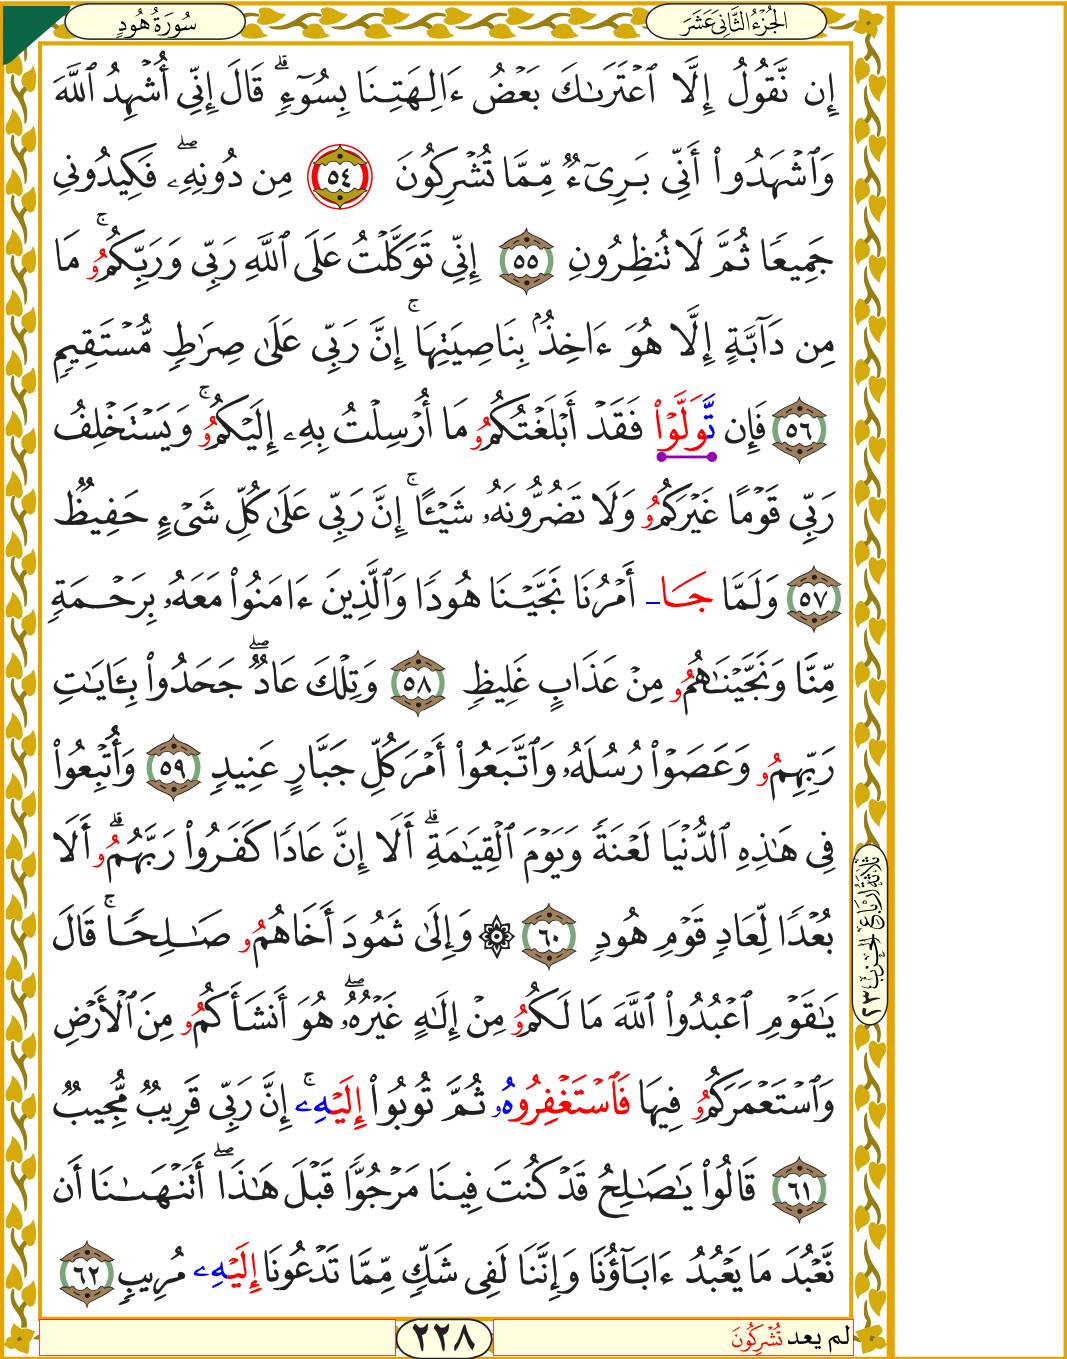 سُورَةُ هُودٍ
الجُزْءُ الثَّانِىَ عَشَرَ
إِن نَّقُولُ إِلَّا ٱعْتَرَىٰكَ بَعْضُ ءَالِهَتِنَا بِسُوٓءٍۗ قَالَ إِنِّى أُشْهِدُ ٱللَّهَ
وَٱشْهَدُوا۟ أَنِّى بَرِىٓءٌ مِّمَّا تُشْرِكُونَ ٥٤ مِن دُونِهِۦۖ فَكِيدُونِى
جَمِيعًا ثُمَّ لَا تُنظِرُونِ ٥٥ إِنِّى تَوَكَّلْتُ عَلَى ٱللَّهِ رَبِّى وَرَبِّكُمُۥۚ مَا
مِن دَآبَّةٍ إِلَّا هُوَ ءَاخِذٌۢ بِنَاصِيَتِهَاۚ إِنَّ رَبِّى عَلَىٰ صِرَٰطٍ مُّسْتَقِيمٍ
٥٦ فَإِن تَّوَلَّوْا۟ فَقَدْ أَبْلَغْتُكُمُۥ مَا أُرْسِلْتُ بِهِۦ إِلَيْكُمُۥۚ وَيَسْتَخْلِفُ
رَبِّى قَوْمًا غَيْرَكُمُۥ وَلَا تَضُرُّونَهُۥ شَيْـًٔاۚ إِنَّ رَبِّى عَلَىٰ كُلِّ شَىْءٍ حَفِيظٌ
٥٧ وَلَمَّا جَا أَمْرُنَا نَجَّيْنَا هُودًا وَٱلَّذِينَ ءَامَنُوا۟ مَعَهُۥ بِرَحْمَةٍ
مِّنَّا وَنَجَّيْنَٰهُمُۥ مِنْ عَذَابٍ غَلِيظٍ ٥٨ وَتِلْكَ عَادٌۖ جَحَدُوا۟ بِـَٔايَٰتِ
رَبِّهِمُۥ وَعَصَوْا۟ رُسُلَهُۥ وَٱتَّبَعُوا۟ أَمْرَ كُلِّ جَبَّارٍ عَنِيدٍ ٥٩ وَأُتْبِعُوا۟
فِى هَٰذِهِ ٱلدُّنْيَا لَعْنَةً وَيَوْمَ ٱلْقِيَٰمَةِۗ أَلَا إِنَّ عَادًا كَفَرُوا۟ رَبَّهُمُۥۗ أَلَا
بُعْدًا لِّعَادٍ قَوْمِ هُودٍ ٦٠ ۞ وَإِلَىٰ ثَمُودَ أَخَاهُمُۥ صَٰلِحًاۚ قَالَ
يَٰقَوْمِ ٱعْبُدُوا۟ ٱللَّهَ مَا لَكُمُۥ مِنْ إِلَٰهٍ غَيْرُهُۥۖ هُوَ أَنشَأَكُمُۥ مِنَ ٱلْأَرْضِ
وَٱسْتَعْمَرَكُمُۥ فِيهَا فَٱسْتَغْفِرُوهُۥ ثُمَّ تُوبُوا۟ إِلَيْهِۦۚ إِنَّ رَبِّى قَرِيبٌ مُّجِيبٌ
٦١ قَالُوا۟ يَٰصَٰلِحُ قَدْ كُنتَ فِينَا مَرْجُوًّا قَبْلَ هَٰذَاۖ أَتَنْهَىٰنَا أَن
نَّعْبُدَ مَا يَعْبُدُ ءَابَآؤُنَا وَإِنَّنَا لَفِى شَكٍّ مِّمَّا تَدْعُونَا إِلَيْهِۦ مُرِيبٍ ٦٢
ثلاثة أرباع الحزب ٢٣
لم يعد تُشْرِكُونَ
٢٢٨